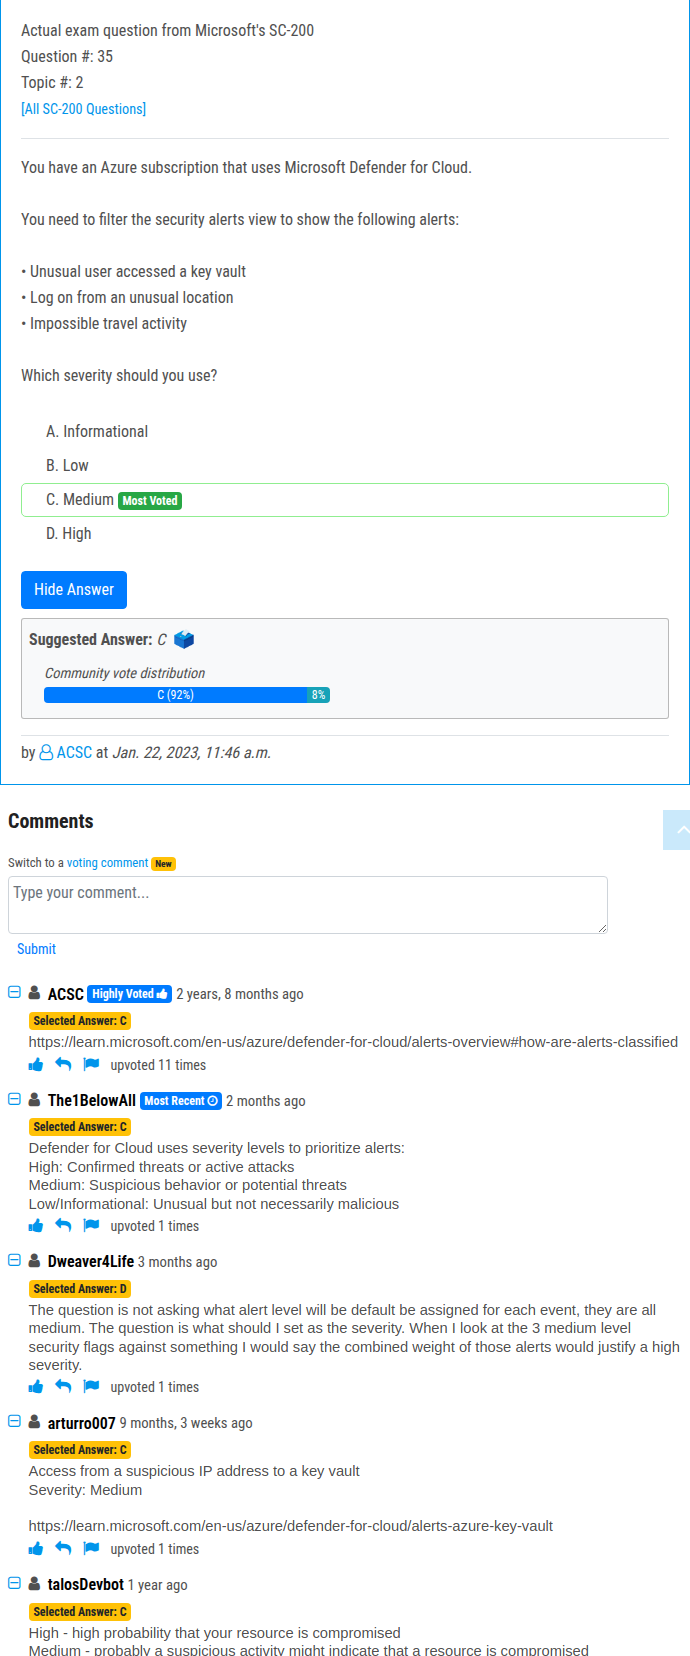 Actual exam question from Microsoft's SC-200
Question #: 35
Topic #: 2
[All SC-200 Questions]
You have an Azure subscription that uses Microsoft Defender for Cloud.
You need to filter the security alerts view to show the following alerts:
• Unusual user accessed a key vault
• Log on from an unusual location
• Impossible travel activity
Which severity should you use?
A. Informational
B. Low
C. Medium Most Voted
D. High
Hide Answer
Suggested Answer: C
Community vote distribution
C (92%) 8%
by ACSC at Jan. 22, 2023, 11:46 a.m.
Comments
Switch to a voting comment New
Type your comment...
Submit
ACSC Highly Voted 2 years, 8 months ago
Selected Answer: C
https://learn.microsoft.com/en-us/azure/defender-for-cloud/alerts-overview#how-are-alerts-classified
upvoted 11 times
The1BelowAll Most Recent 2 months ago
Selected Answer: C
Defender for Cloud uses severity levels to prioritize alerts:
High: Confirmed threats or active attacks
Medium: Suspicious behavior or potential threats
Low/Informational: Unusual but not necessarily malicious
upvoted 1 times
Dweaver4Life 3 months ago
Selected Answer: D
The question is not asking what alert level will be default be assigned for each event, they are all
medium. The question is what should I set as the severity. When I look at the 3 medium level
security flags against something I would say the combined weight of those alerts would justify a high
severity.
upvoted 1 times
arturro007 9 months, 3 weeks ago
Selected Answer: C
Access from a suspicious IP address to a key vault
Severity: Medium
https://learn.microsoft.com/en-us/azure/defender-for-cloud/alerts-azure-key-vault
upvoted 1 times
talosDevbot 1 year ago
Selected Answer: C
High - high probability that your resource is compromised
Medium - probably a suspicious activity might indicate that a resource is compromised